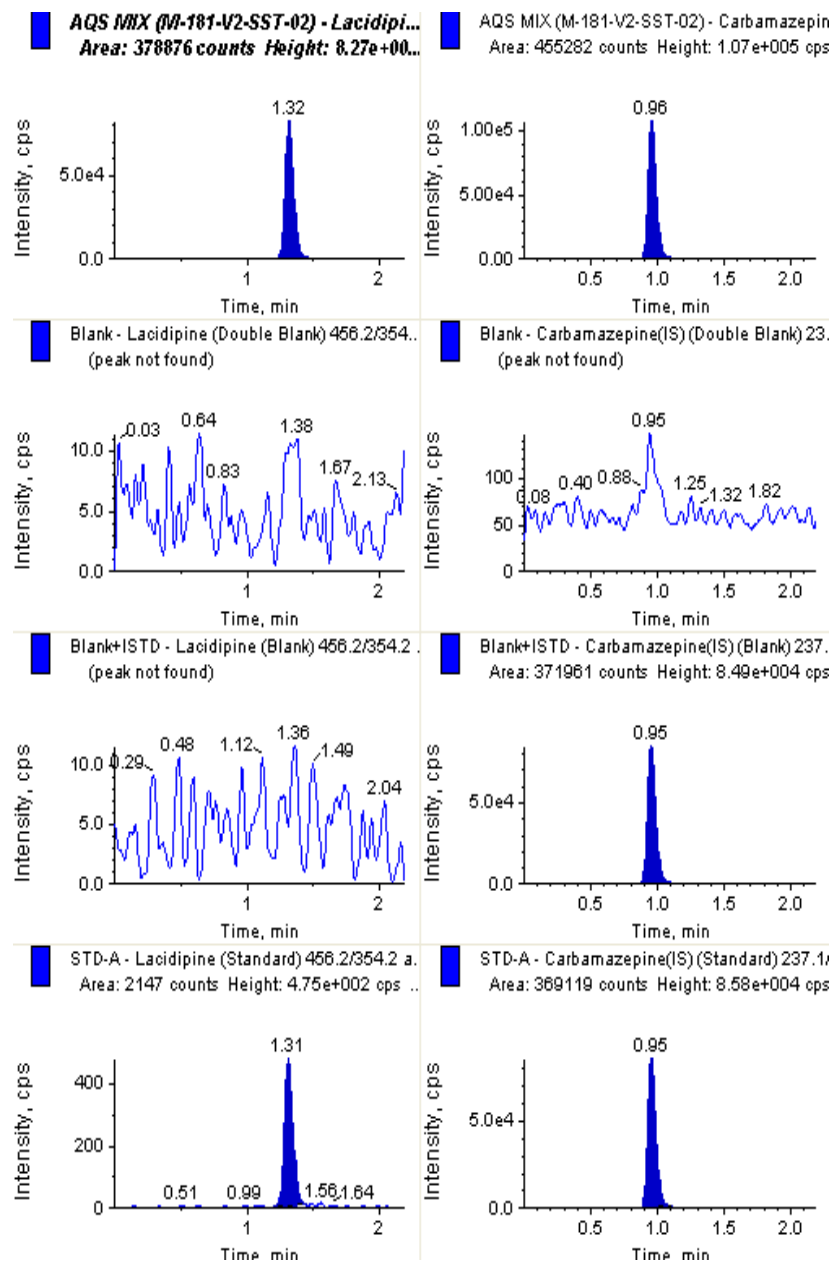 AQS MIX (M-181-V2-SST-02) - Lacidipi...
Area: 378876 counts Height: 8.27e+00...
1.32
Intensity, cps
5.0e4
0.0
1
2
Time, min
AQS MIX (M-181-V2-SST-02) - Carbamazepin
Area: 455282 counts Height: 1.07e+005 cps
0.96
Intensity, cps
1.00e5
5.00e4
0.00
0.5
1.0
1.5
2.0
Time, min
Blank - Lacidipine (Double Blank) 456.2/354..
(peak not found)
0.03
0.64
0.83
1.38
1.67
2.13
Intensity, cps
10.0
5.0
0.0
1
2
Time, min
Blank - Carbamazepine(IS) (Double Blank) 23.
(peak not found)
0.95
0.08
0.40
0.88
1.25
1.32
1.82
Intensity, cps
100
50
0
0.5
1.0
1.5
2.0
Time, min
Blank+ISTD - Lacidipine (Blank) 456.2/354.2 .
(peak not found)
0.29
0.48
1.12
1.36
1.49
2.04
Intensity, cps
10.0
5.0
0.0
1
2
Time, min
Blank+ISTD - Carbamazepine(IS) (Blank) 237.
Area: 371961 counts Height: 8.49e+004 cps
0.95
Intensity, cps
5.0e4
0.0
0.5
1.0
1.5
2.0
Time, min
STD-A - Lacidipine (Standard) 456.2/354.2 a.
Area: 2147 counts Height: 4.75e+002 cps ..
1.31
0.51
0.99
1.56
1.64
Intensity, cps
400
200
0
1
2
Time, min
STD-A - Carbamazepine(IS) (Standard) 237.1/
Area: 369119 counts Height: 8.58e+004 cps
0.95
Intensity, cps
5.0e4
0.0
0.5
1.0
1.5
2.0
Time, min